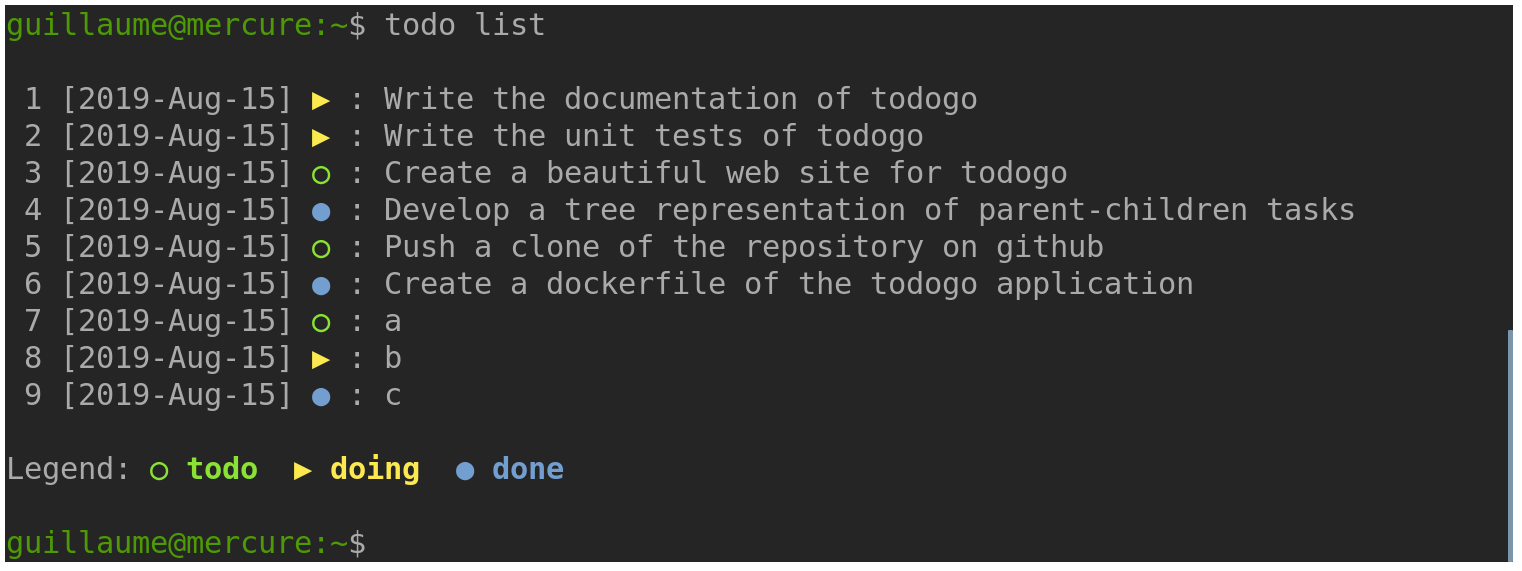 guillaume@mercure:~$ todo list
1 [2019-Aug-15] ▶ : Write the documentation of todogo
2 [2019-Aug-15] ▶ : Write the unit tests of todogo
3 [2019-Aug-15] ○ : Create a beautiful web site for todogo
4 [2019-Aug-15] ● : Develop a tree representation of parent-children tasks
5 [2019-Aug-15] ○ : Push a clone of the repository on github
6 [2019-Aug-15] ● : Create a dockerfile of the todogo application
7 [2019-Aug-15] ○ : a
8 [2019-Aug-15] ▶ : b
9 [2019-Aug-15] ● : c
Legend: ○ todo ▶ doing ● done
guillaume@mercure:~$